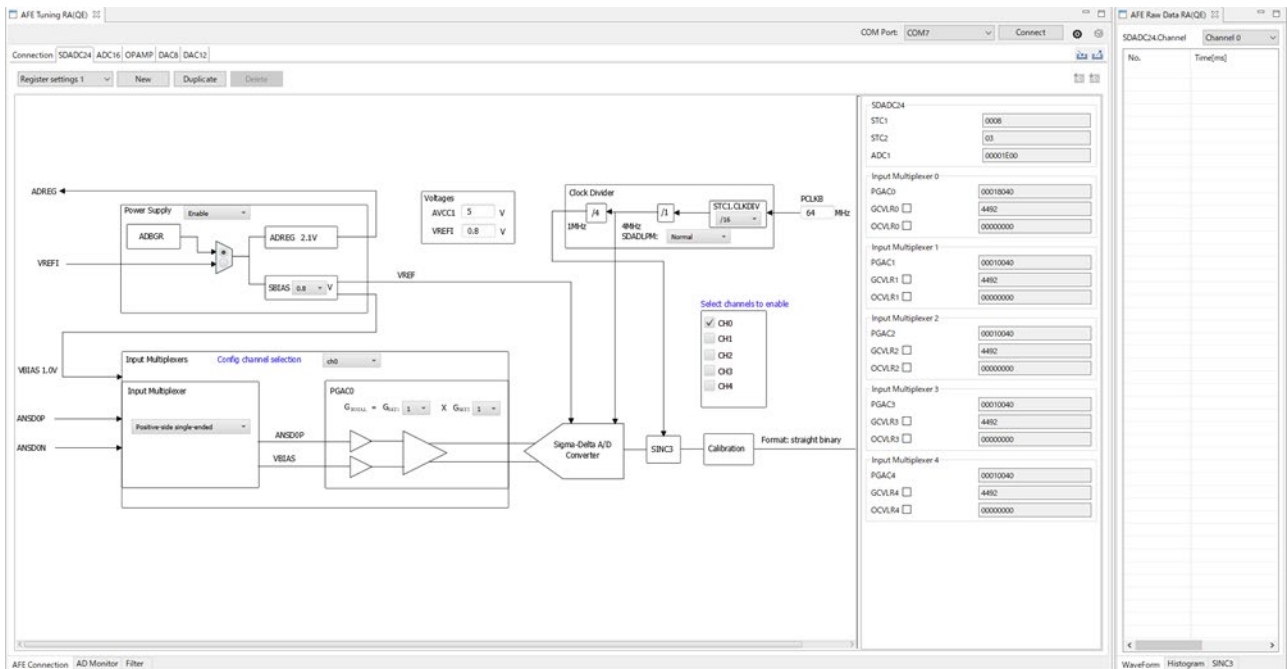 AFE Tuning RA(QE)
AFE Raw Data RA(QE)
COM Port: COM7 Connect
SDADC24.Channel Channel 0
Connection SDADC24 ADC16 OPAMP DAC8 DAC12
No. Time[ms]
Register settings 1 New Duplicate Delete
ADREG
Power Supply Enable
ADBGR
ADREG 2.1V
VREFI
SBIAS 0.8 V
Voltages
AVCC1 5 V
VREFI 0.8 V
VREF
Clock Divider
/4
/1
STC1.CLKDIV
/16
PCLKB
64 MHz
1MHz
4MHz
SDADLPM: Normal
Select channels to enable
CH0
CH1
CH2
CH3
CH4
VBIAS 1.0V
Input Multiplexers Config channel selection ch0
Input Multiplexer
Positive-side single-ended
ANSD0P
ANSD0N
ANSD0P
VBIAS
PGAC0
1 X 1
Sigma-Delta A/D
Converter
SINC3
Calibration
Format: straight binary
SDADC24
STC1 0008
STC2 03
ADC1 00001E00
Input Multiplexer 0
PGAC0 00018040
GCVLR0 4492
OCVLR0 00000000
Input Multiplexer 1
PGAC1 00010040
GCVLR1 4492
OCVLR1 00000000
Input Multiplexer 2
PGAC2 00010040
GCVLR2 4492
OCVLR2 00000000
Input Multiplexer 3
PGAC3 00010040
GCVLR3 4492
OCVLR3 00000000
Input Multiplexer 4
PGAC4 00010040
GCVLR4 4492
OCVLR4 00000000
AFE Connection AD Monitor Filter
WaveForm Histogram SINC3